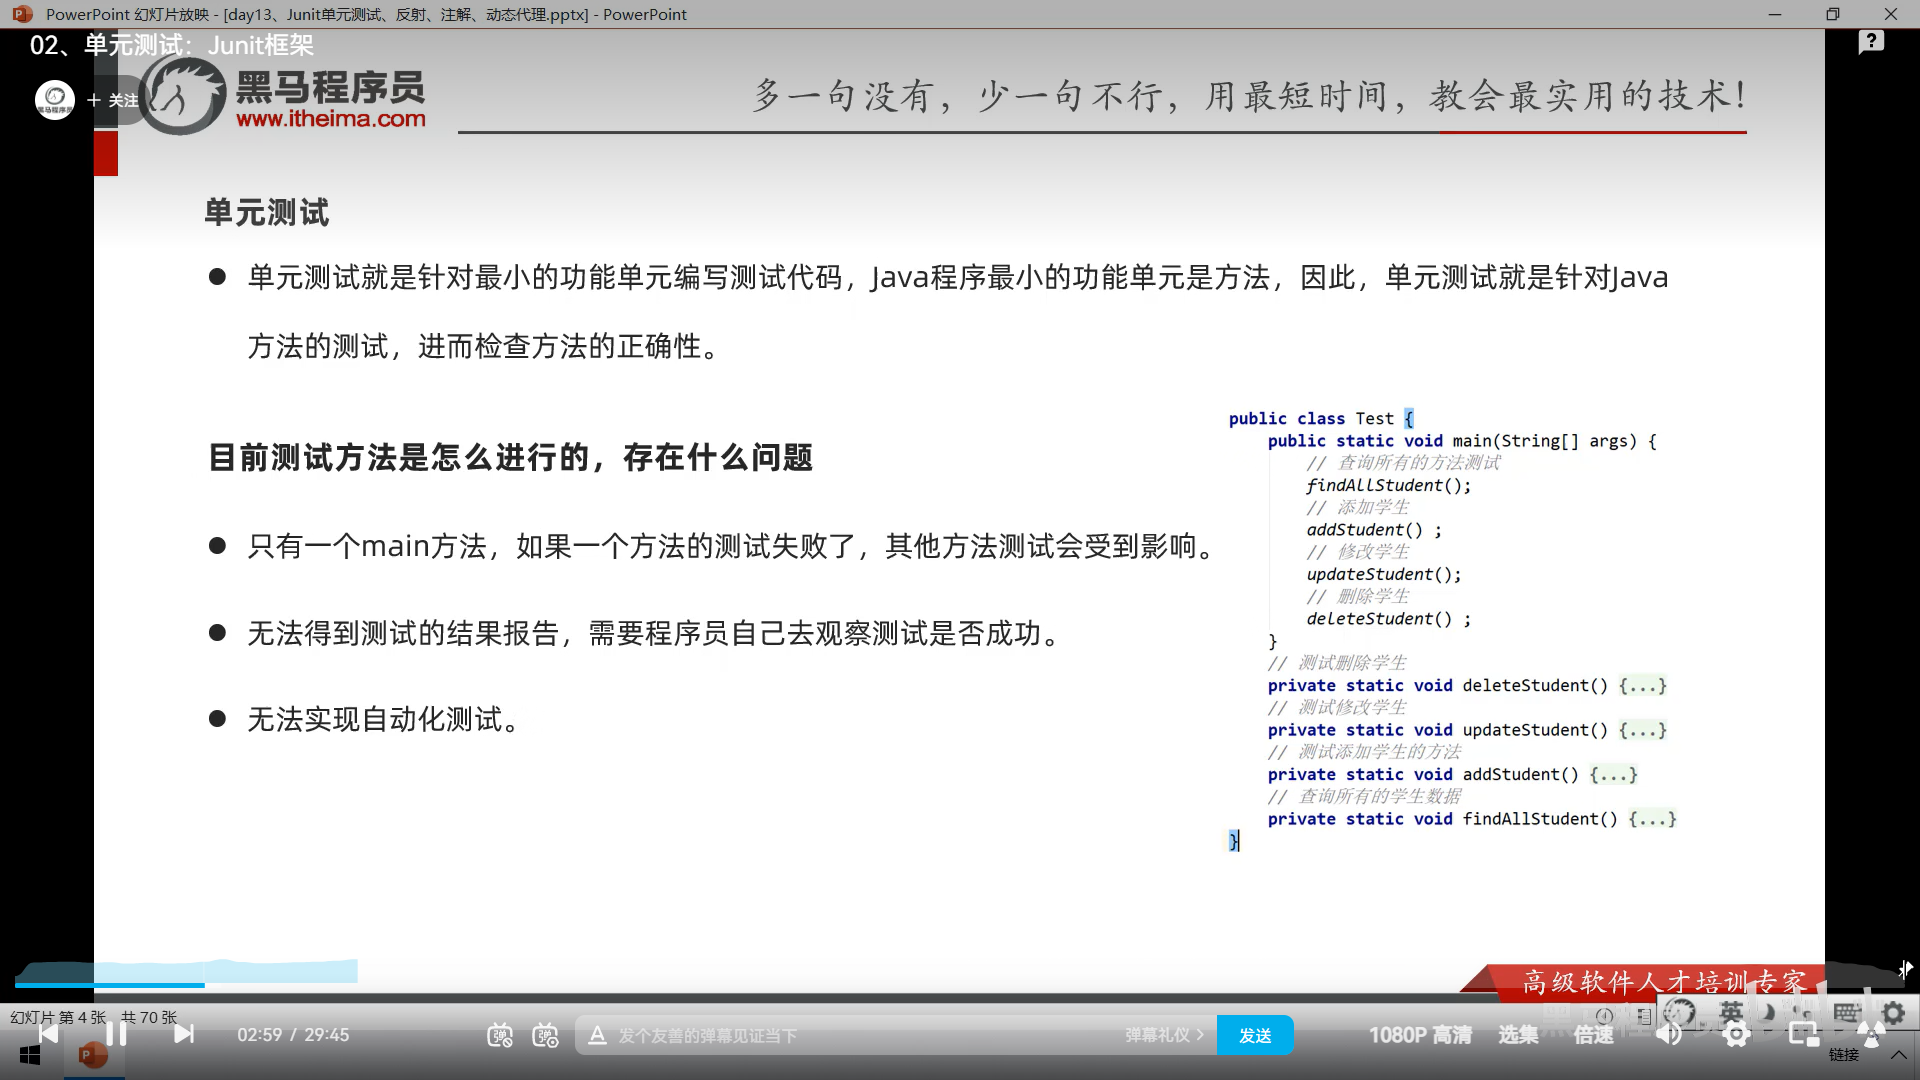 PowerPoint 幻灯片放映 - [day13、Junit单元测试、反射、注解、动态代理.pptx] - PowerPoint
02、单元测试：Junit框架
+ 关注
黑马程序员
www.itheima.com
多一句没有，少一句不行，用最短时间，教会最实用的技术！
单元测试
● 单元测试就是针对最小的功能单元编写测试代码，Java程序最小的功能单元是方法，因此，单元测试就是针对Java
方法的测试，进而检查方法的正确性。
目前测试方法是怎么进行的，存在什么问题
● 只有一个main方法，如果一个方法的测试失败了，其他方法测试会受到影响。
● 无法得到测试的结果报告，需要程序员自己去观察测试是否成功。
● 无法实现自动化测试。
public class Test {
public static void main(String[] args) {
// 查询所有的方法测试
findAllStudent();
// 添加学生
addStudent() ;
// 修改学生
updateStudent();
// 删除学生
deleteStudent() ;
}
// 测试删除学生
private static void deleteStudent() {...}
// 测试修改学生
private static void updateStudent() {...}
// 测试添加学生的方法
private static void addStudent() {...}
// 查询所有的学生数据
private static void findAllStudent() {...}
}
高级软件人才培训专家
幻灯片 第 4 张，共 70 张
英
02:59 / 29:45
发个友善的弹幕见证当下
弹幕礼仪 >
发送
1080P 高清
选集
倍速
链接